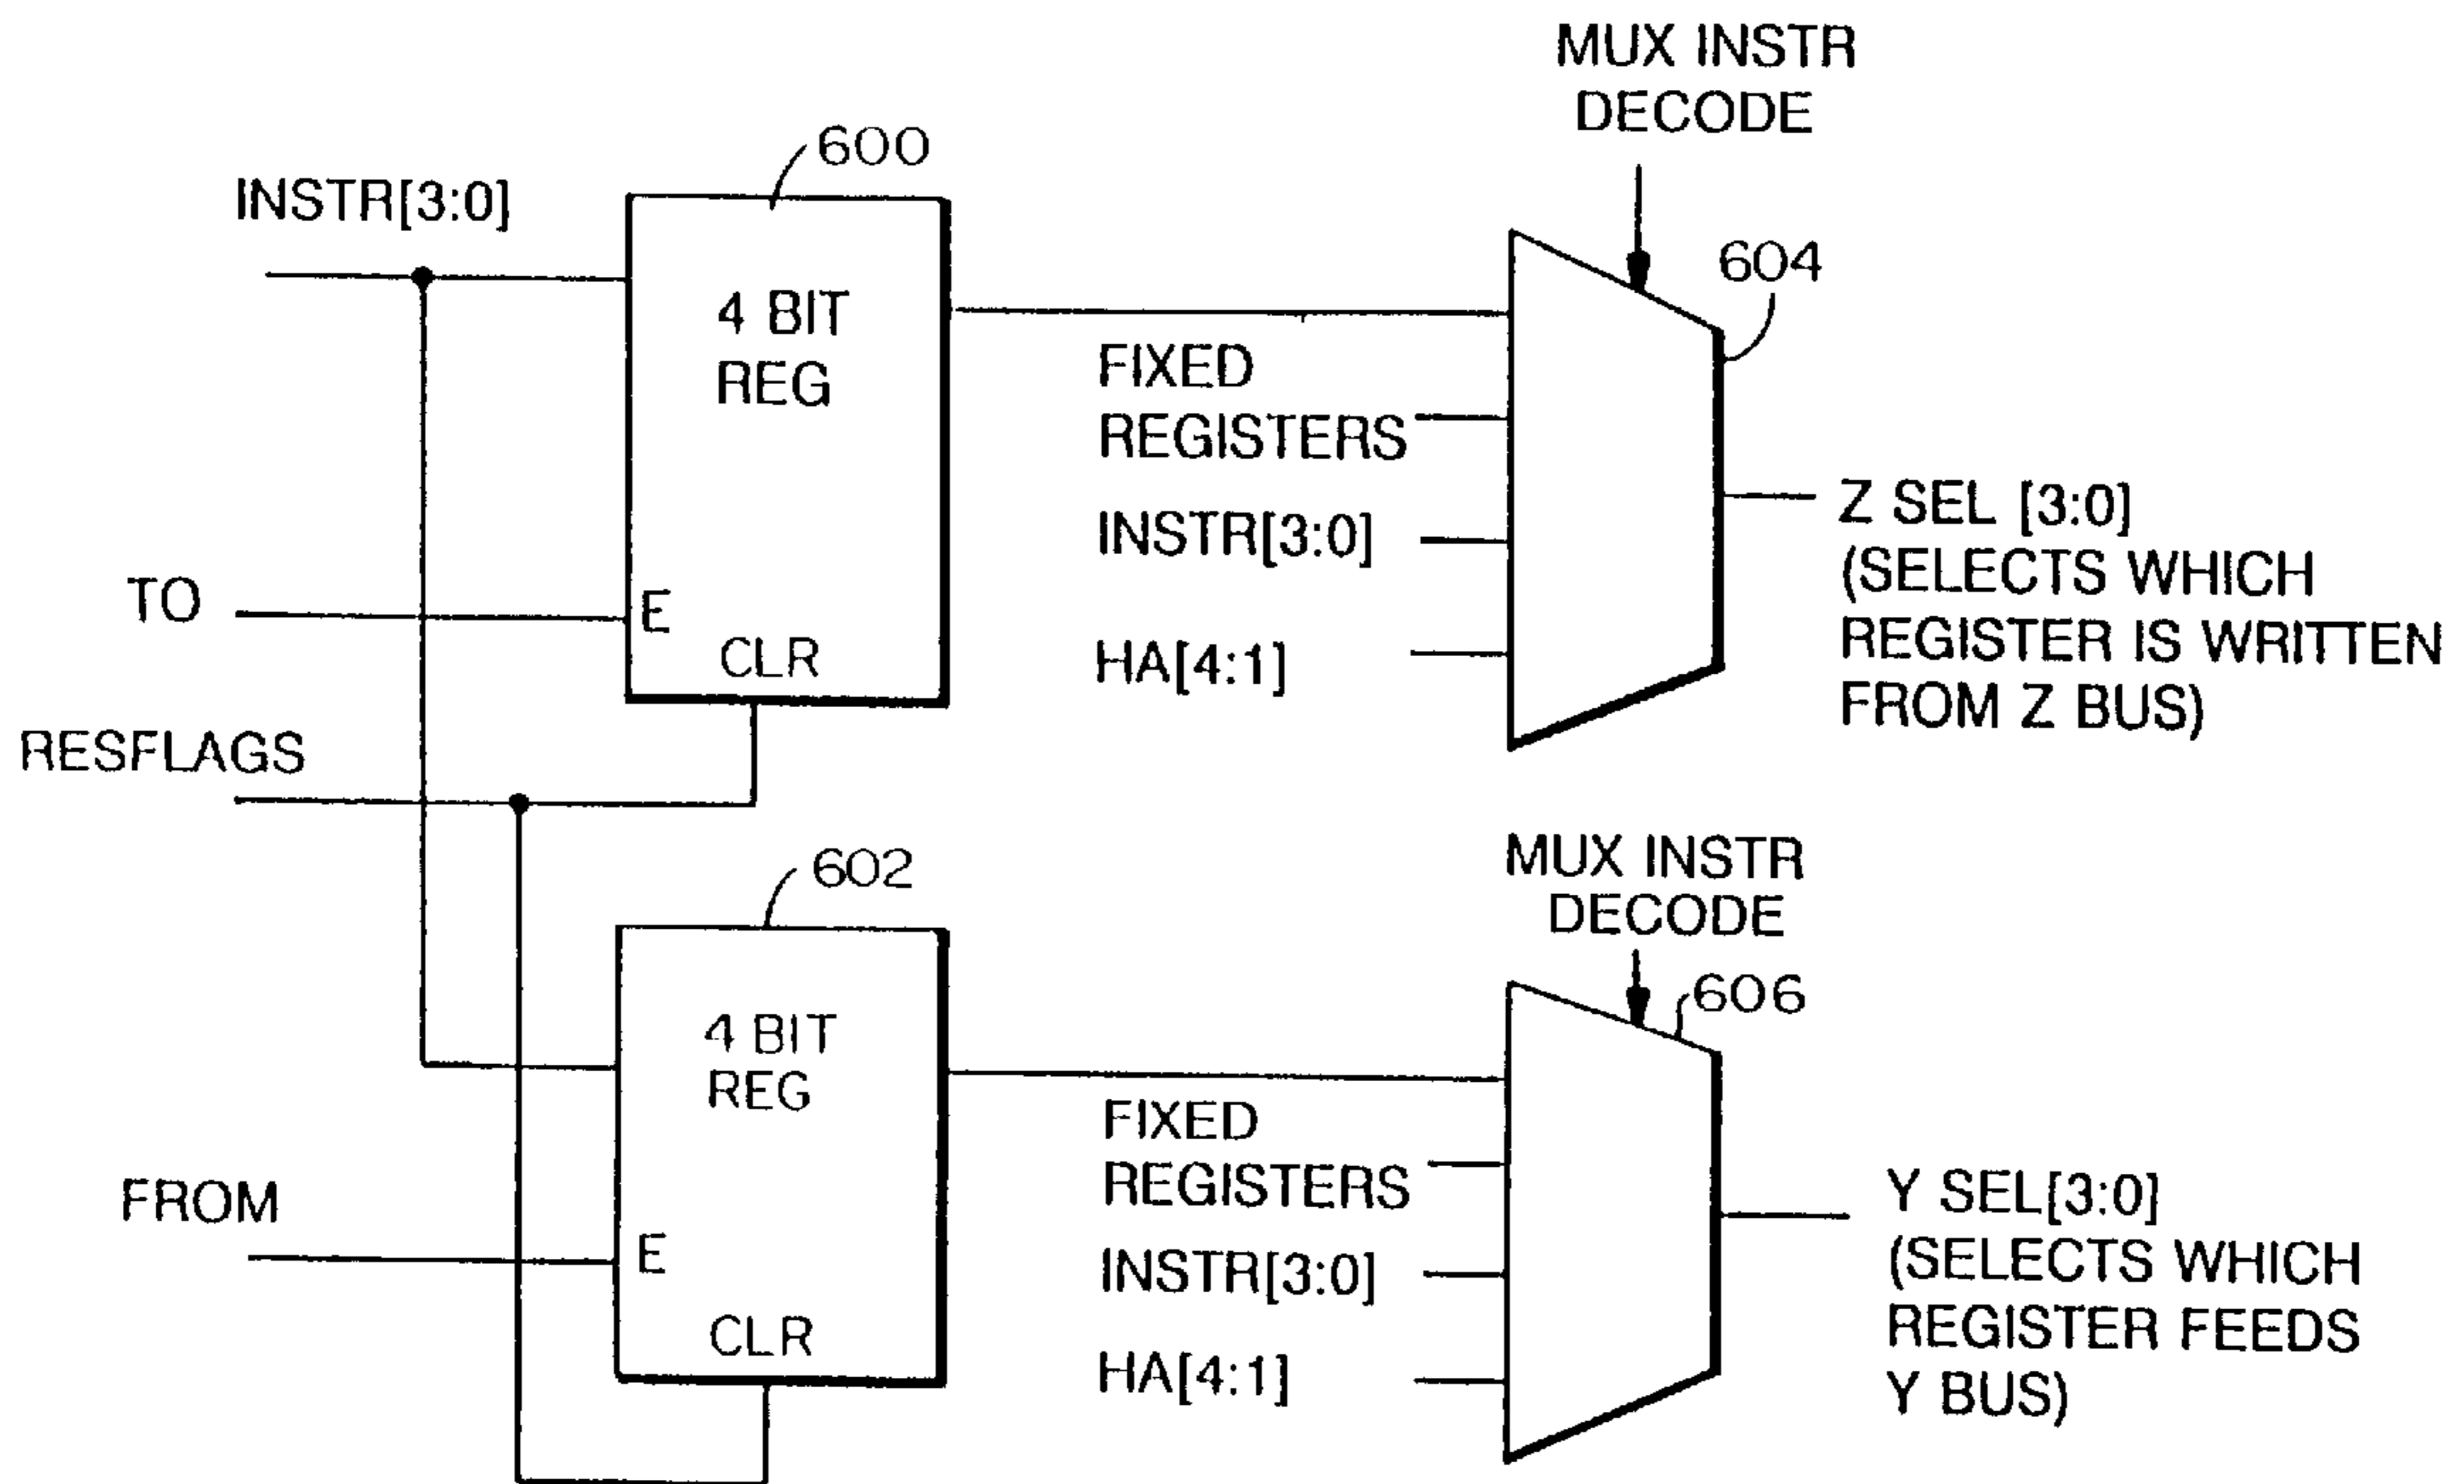 MUX INSTR
DECODE
600
INSTR[3:0]
604
4 BIT
REG
FIXED
REGISTERS
Z SEL [3:0]
(SELECTS WHICH
REGISTER IS WRITTEN
FROM Z BUS)
INSTR[3:0]
TO
E
CLR
HA[4:1]
RESFLAGS
MUX INSTR
DECODE
602
606
4 BIT
REG
FIXED
REGISTERS
Y SEL[3:0]
(SELECTS WHICH
REGISTER FEEDS
Y BUS)
FROM
E
INSTR[3:0]
CLR
HA[4:1]